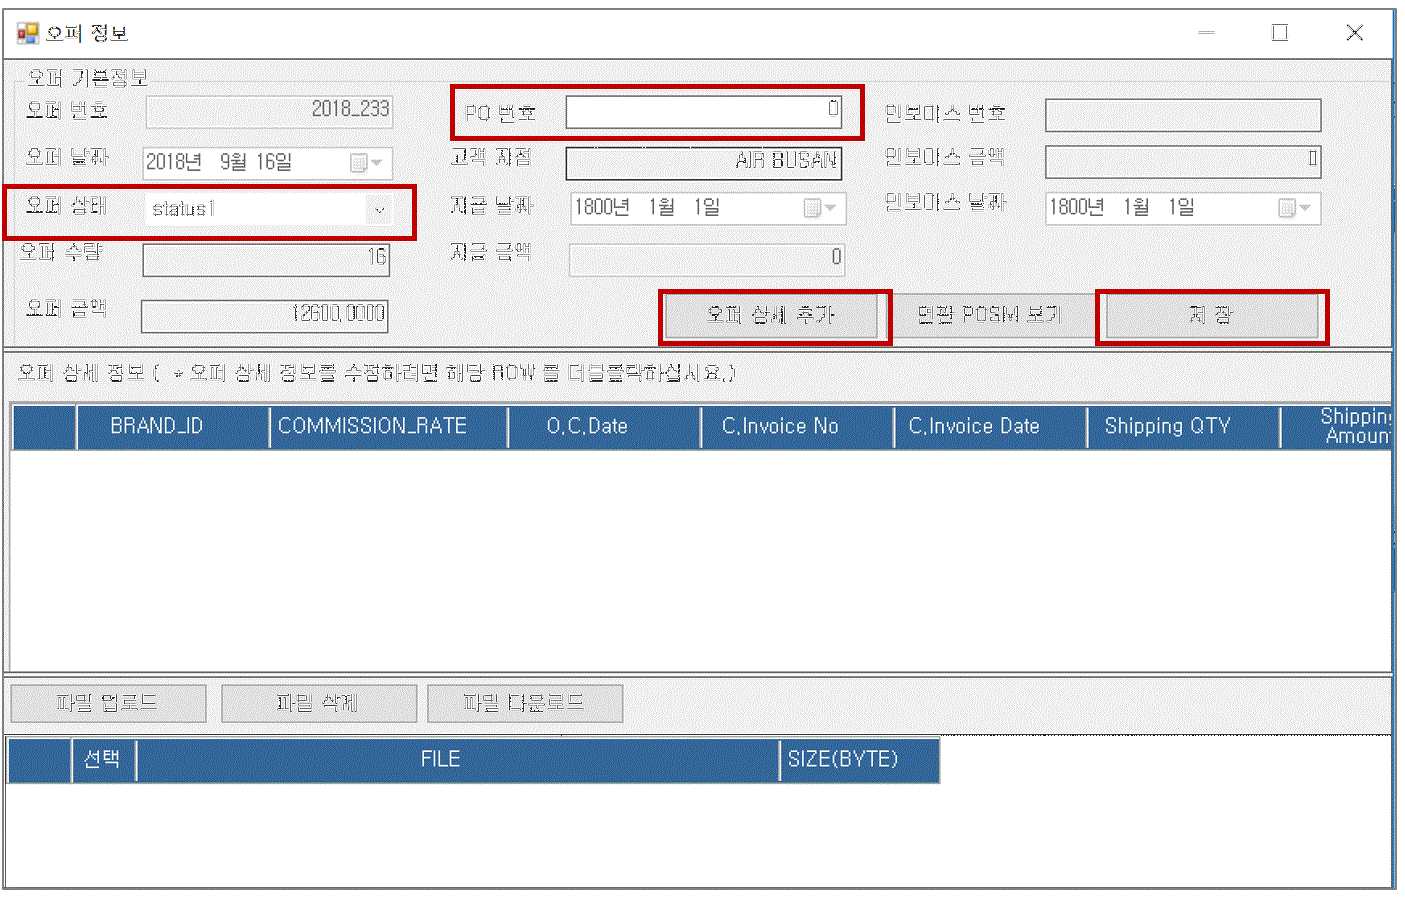 오퍼 정보
오퍼 기본정보
오퍼 번호 2018_233 PO 번호 0 인보이스 번호
오퍼 날짜 2018년 9월 16일 고객 지점 AIR BUSAN 인보이스 금액 0
오퍼 상태 status1 지급 날짜 1800년 1월 1일 인보이스 날짜 1800년 1월 1일
오퍼 수량 16 지급 금액 0
오퍼 금액 12600.0000 오퍼 상세 추가 관련 POSM 보기 저 장
오퍼 상세 정보 ( * 오퍼 상세 정보를 수정하려면 해당 ROW 를 더블클릭하십시요.)
BRAND_ID COMMISSION_RATE O.C.Date C.Invoice No C.Invoice Date Shipping QTY Shipping
Amoun
파일 업로드 파일 삭제 파일 다운로드
선택 FILE SIZE(BYTE)